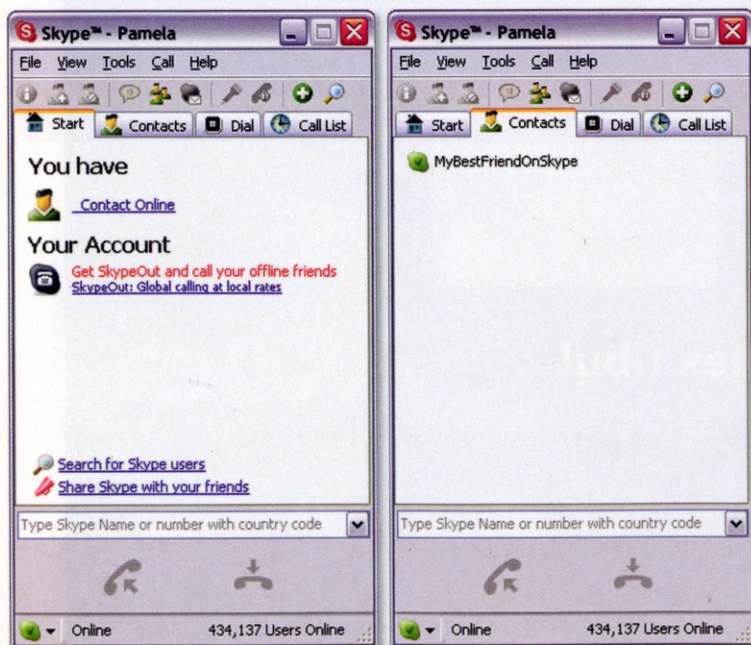 Skype™ - Pamela
File View Tools Call Help
Start Contacts Dial Call List
You have
Contact Online
Your Account
Get SkypeOut and call your offline friends
SkypeOut: Global calling at local rates
Search for Skype users
Share Skype with your friends
Type Skype Name or number with country code
Online 434,137 Users Online
Skype™ - Pamela
File View Tools Call Help
Start Contacts Dial Call List
MyBestFriendOnSkype
Type Skype Name or number with country code
Online 434,137 Users Online